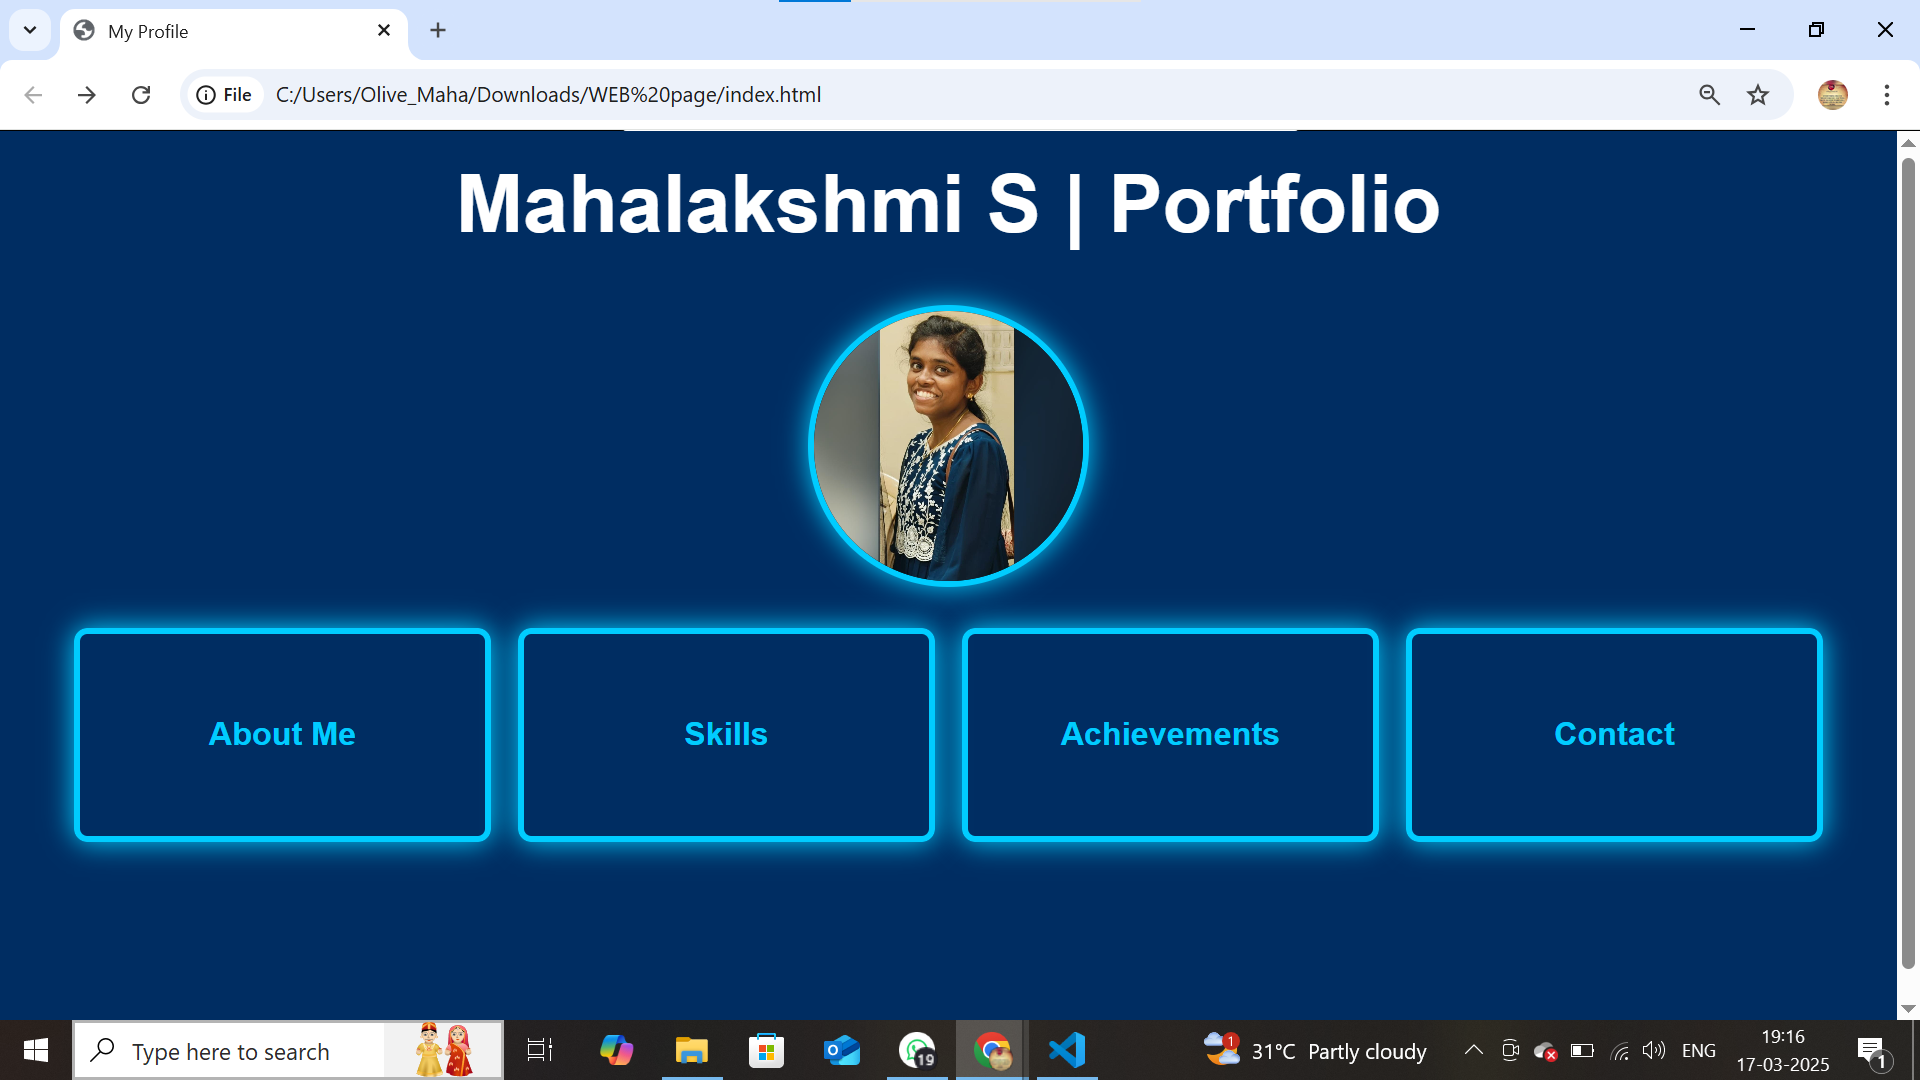 My Profile
File
C:/Users/Olive_Maha/Downloads/WEB%20page/index.html
Mahalakshmi S | Portfolio
About Me
Skills
Achievements
Contact
Type here to search
19
1
31°C Partly cloudy
ENG
19:16
17-03-2025
1